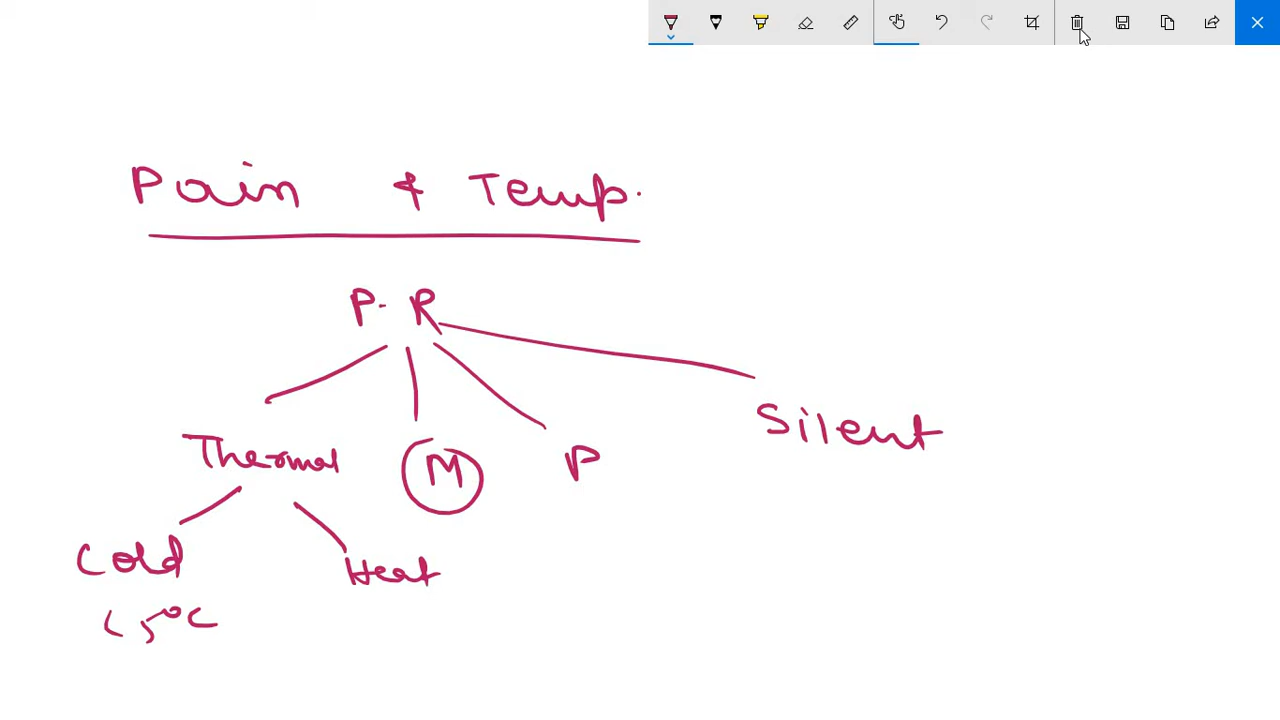 Pain & Temp.
P. R
Silent
Thermal M P
Cold Heat
< 5°C